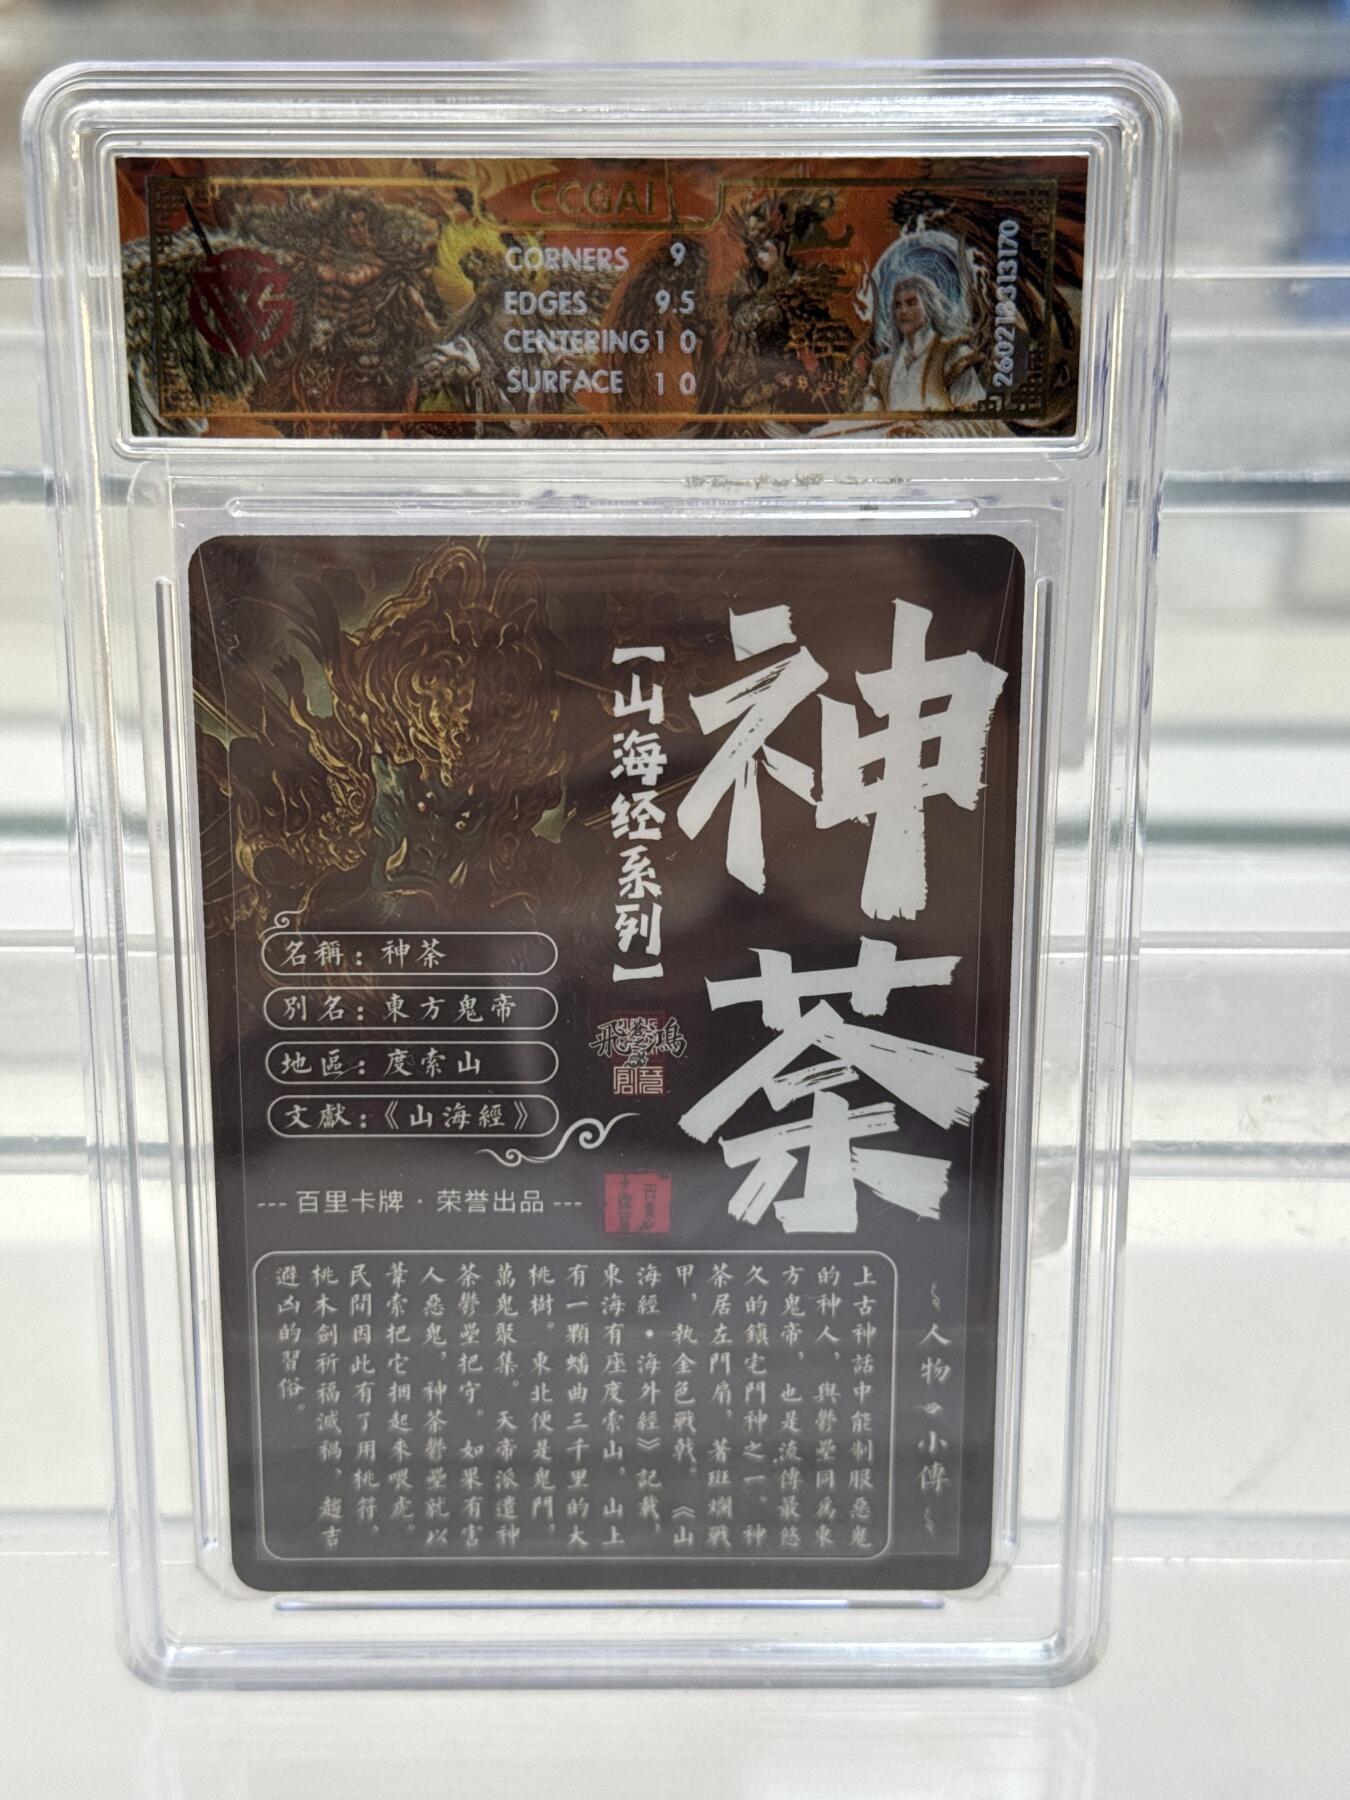 CCGAI
CORNERS 9
EDGES 9.5
CENTERING 10
SURFACE 10
神荼
【山海经系列】
名稱：神荼
別名：東方鬼帝
地區：度索山
文獻：《山海經》
--- 百里卡牌 · 荣誉出品 ---
人物小傳
上古神話中能制服惡鬼
的神人，與鬱壘同為東
方鬼帝，也是流傳最悠
久的鎮宅門神之一。神
荼居左門扇，著斑斕戰
甲，執金色戰戟。《山
海經•海外經》記載，
東海有座度索山，山上
有一顆蟠曲三千里的大
桃樹。東北便是鬼門，
萬鬼聚集。天帝派遣神
荼鬱壘把守。如果有害
人惡鬼，神荼鬱壘就以
葦索把它捆起來喂虎。
民間因此有了用桃符、
桃木劍祈福滅禍、趨吉
避凶的習俗。